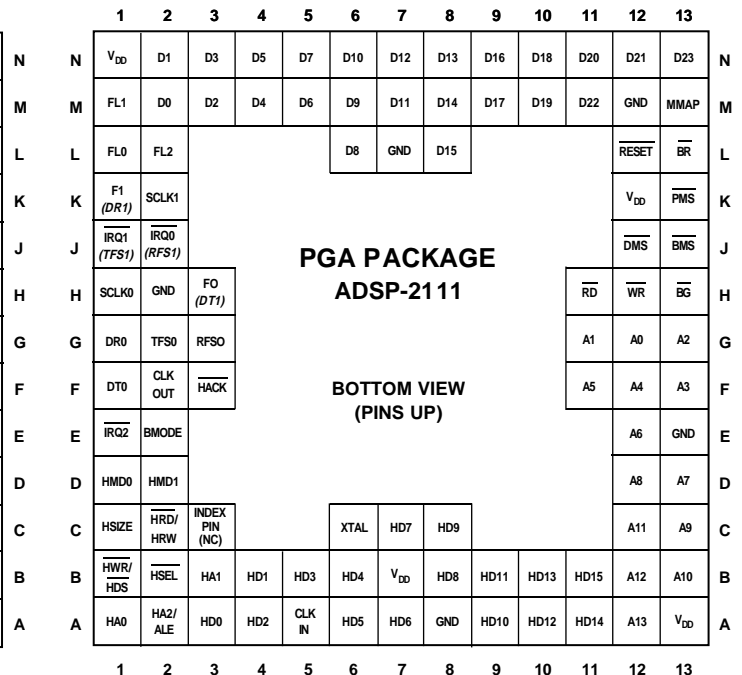 1 2 3 4 5 6 7 8 9 10 11 12 13
N N VDD D1 D3 D5 D7 D10 D12 D13 D16 D18 D20 D21 D23 N
M M FL1 D0 D2 D4 D6 D9 D11 D14 D17 D19 D22 GND MMAP M
L L FL0 FL2 D8 GND D15 RESET BR L
K K F1 (DR1) SCLK1 VDD PMS K
J J IRQ1 (TFS1) IRQ0 (RFS1) DMS BMS J
PGA PACKAGE
ADSP-2111
H H SCLK0 GND FO (DT1) RD WR BG H
G G DR0 TFS0 RFSO A1 A0 A2 G
F F DT0 CLK OUT HACK A5 A4 A3 F
BOTTOM VIEW
(PINS UP)
E E IRQ2 BMODE A6 GND E
D D HMD0 HMD1 A8 A7 D
C C HSIZE HRD/ HRW INDEX PIN (NC) XTAL HD7 HD9 A11 A9 C
B B HWR/ HDS HSEL HA1 HD1 HD3 HD4 VDD HD8 HD11 HD13 HD15 A12 A10 B
A A HA0 HA2/ ALE HD0 HD2 CLK IN HD5 HD6 GND HD10 HD12 HD14 A13 VDD A
1 2 3 4 5 6 7 8 9 10 11 12 13